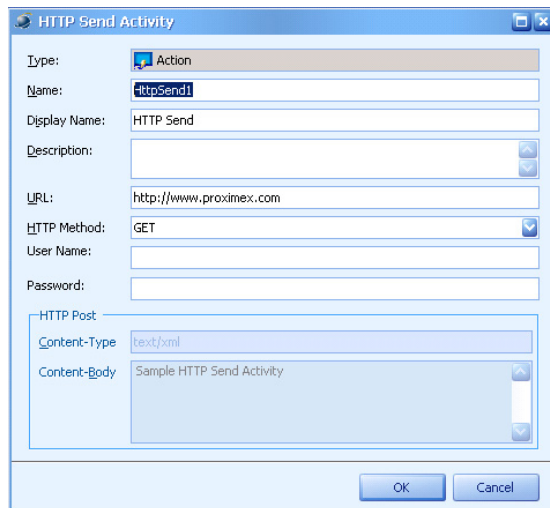 HTTP Send Activity
Type: Action
Name: HttpSend1
Display Name: HTTP Send
Description:
URL: http://www.proximex.com
HTTP Method: GET
User Name:
Password:
HTTP Post
Content-Type text/xml
Content-Body Sample HTTP Send Activity
OK Cancel